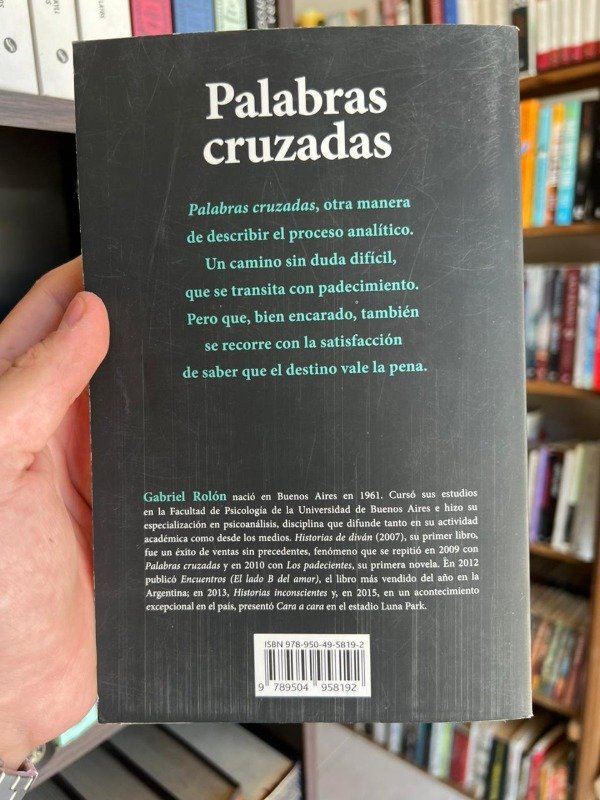 Palabras
cruzadas
Palabras cruzadas, otra manera
de describir el proceso analítico.
Un camino sin duda difícil,
que se transita con padecimiento.
Pero que, bien encarado, también
se recorre con la satisfacción
de saber que el destino vale la pena.
Gabriel Rolón nació en Buenos Aires en 1961. Cursó sus estudios
en la Facultad de Psicología de la Universidad de Buenos Aires e hizo su
especialización en psicoanálisis, disciplina que difunde tanto en su actividad
académica como desde los medios. Historias de diván (2007), su primer libro,
fue un éxito de ventas sin precedentes, fenómeno que se repitió en 2009 con
Palabras cruzadas y en 2010 con Los padecientes, su primera novela. En 2012
publicó Encuentros (El lado B del amor), el libro más vendido del año en la
Argentina; en 2013, Historias inconscientes y, en 2015, en un acontecimiento
excepcional en el país, presentó Cara a cara en el estadio Luna Park.
ISBN 978-950-49-5819-2
9 789504 958192